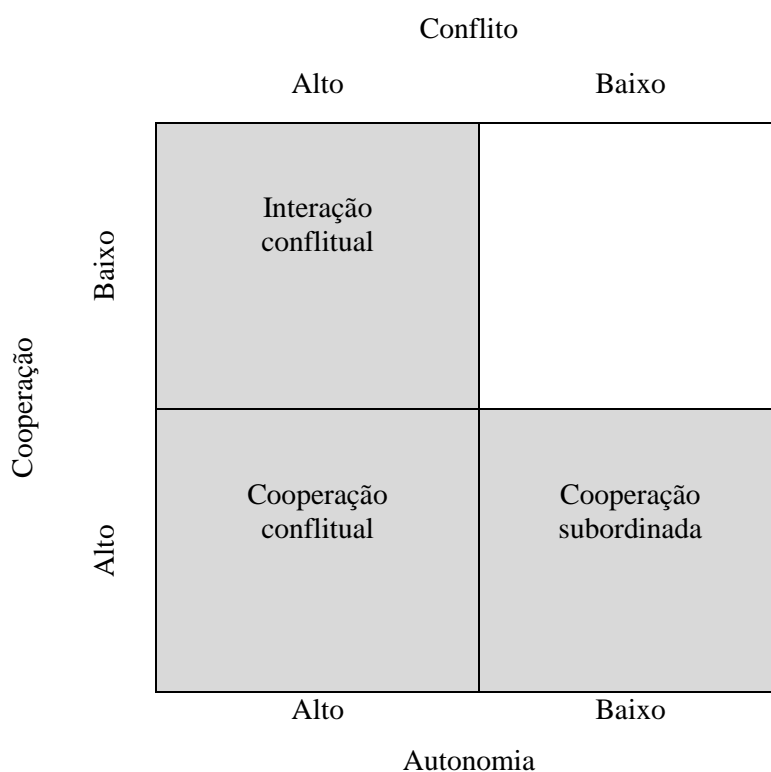 Conflito
Alto Baixo
Interação
conflitual
Baixo
Cooperação
Cooperação
conflitual
Cooperação
subordinada
Alto
Alto Baixo
Autonomia